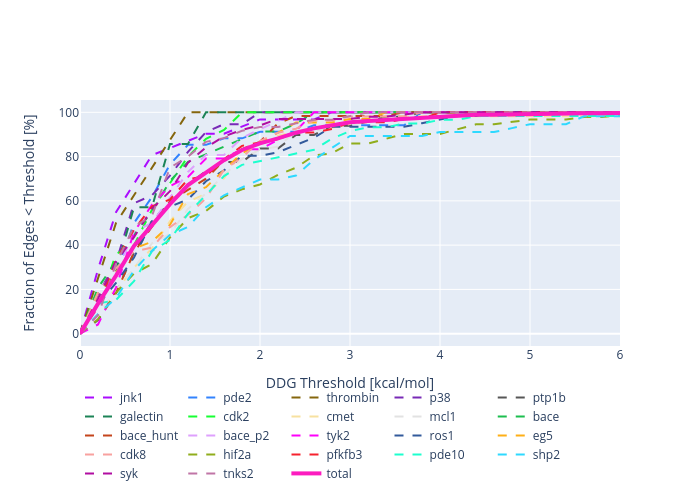 Fraction of Edges < Threshold [%]
100
80
60
40
20
0
0 1 2 3 4 5 6
DDG Threshold [kcal/mol]
jnk1 pde2 thrombin p38 ptp1b
galectin cdk2 cmet mcl1 bace
bace_hunt bace_p2 tyk2 ros1 eg5
cdk8 hif2a pfkfb3 pde10 shp2
syk tnks2 total